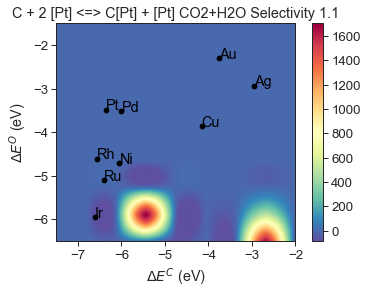 C + 2 [Pt] <=> C[Pt] + [Pt] CO2+H2O Selectivity 1.1
ΔE^O (eV)
−2
−3
−4
−5
−6
Au
Ag
Pt
Pd
Cu
Rh
Ni
Ru
Ir
−7
−6
−5
−4
−3
−2
ΔE^C (eV)
1600
1400
1200
1000
800
600
400
200
0